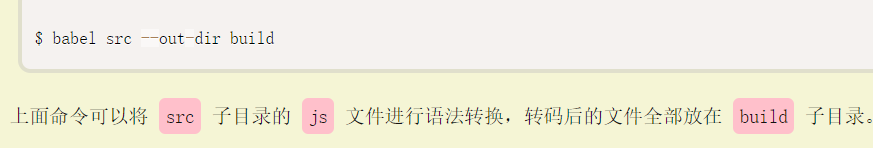 $ babel src --out-dir build
上面命令可以将 src 子目录的 js 文件进行语法转换，转码后的文件全部放在 build 子目录。